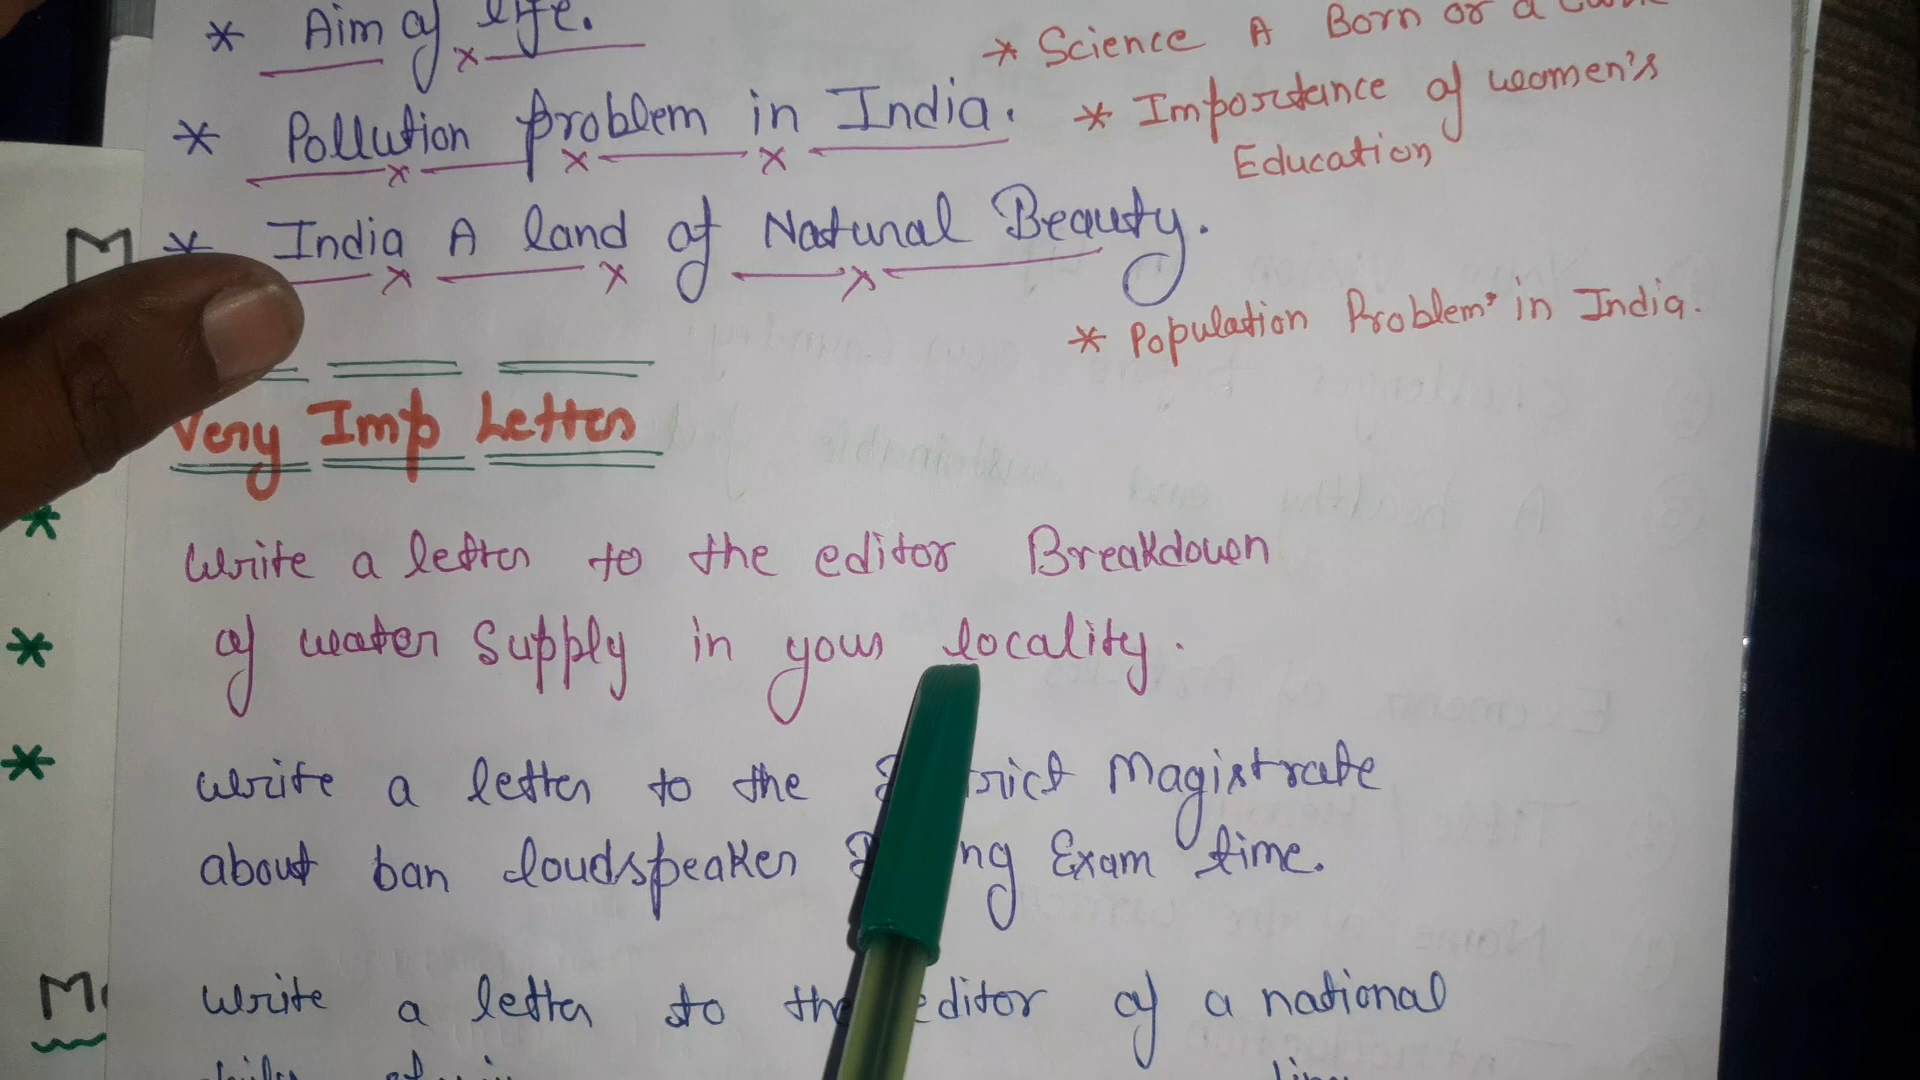 * Aim of life.
* Science A Born or a
* Pollution problem in India.
* Importance of women's
Education
* India A land of Natural Beauty.
* Population Problem in India.
Very Imp Letter
Write a letter to the editor Breakdown
of water Supply in your locality.
Write a letter to the Magistrate
about ban loudspeaker Exam time.
Write a letter to the editor of a national